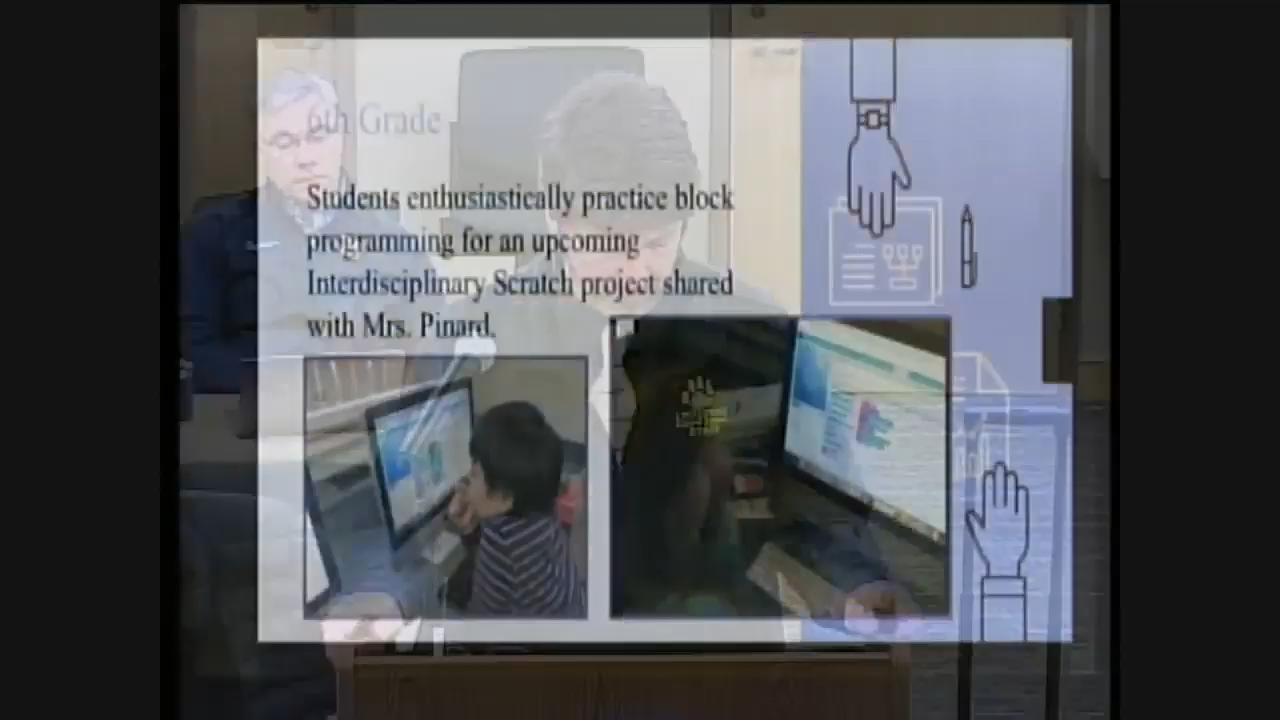 6th Grade
Students enthusiastically practice block
programming for an upcoming
Interdisciplinary Scratch project shared
with Mrs. Pinard.